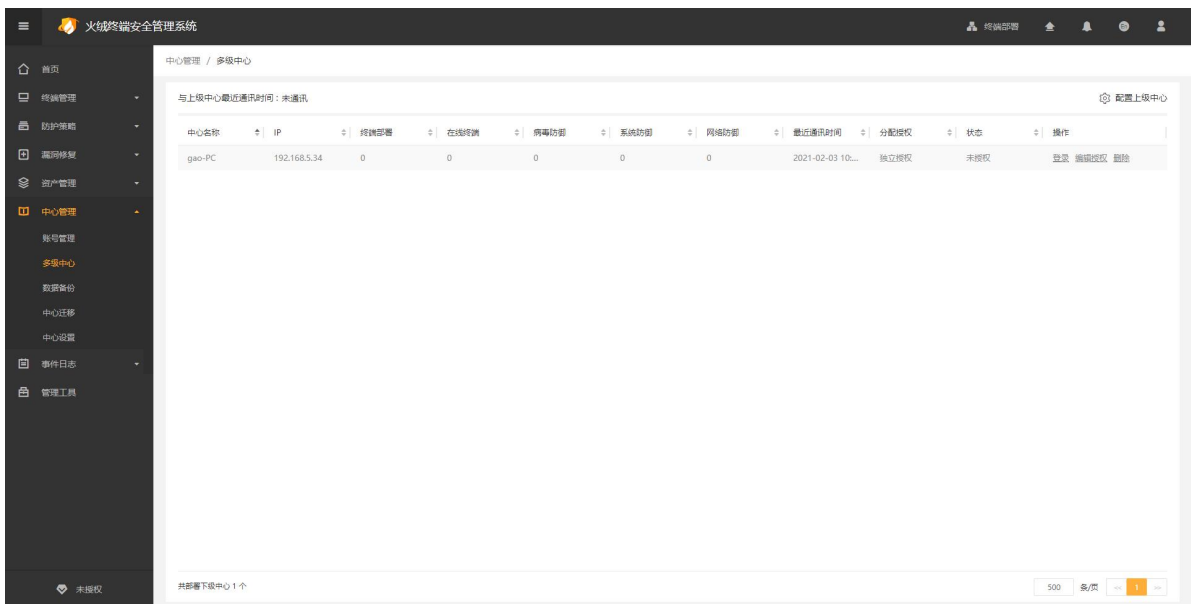 火绒终端安全管理系统
终端部署
首页
终端管理
防护策略
漏洞修复
资产管理
中心管理
账号管理
多级中心
数据备份
中心迁移
中心设置
事件日志
管理工具
未授权
中心管理 / 多级中心
与上级中心最近通讯时间：未通讯
配置上级中心
中心名称 IP 终端部署 在线终端 病毒防御 系统防御 网络防御 最近通讯时间 分配授权 状态 操作
gao-PC 192.168.5.34 0 0 0 0 0 2021-02-03 10:... 独立授权 未授权 登录 编辑授权 删除
共部署下级中心 1 个
500 条/页 << 1 >>